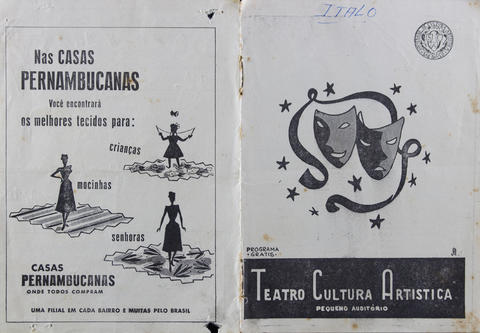 Nas CASAS
PERNAMBUCANAS
Você encontrará
os melhores tecidos para:
crianças
mocinhas
senhoras
CASAS
PERNAMBUCANAS
ONDE TODOS COMPRAM
UMA FILIAL EM CADA BAIRRO E MUITAS PELO BRASIL
ITALO
PROGRAMA
·GRATIS·
TEATRO CULTURA ARTISTICA
PEQUENO AUDITÓRIO